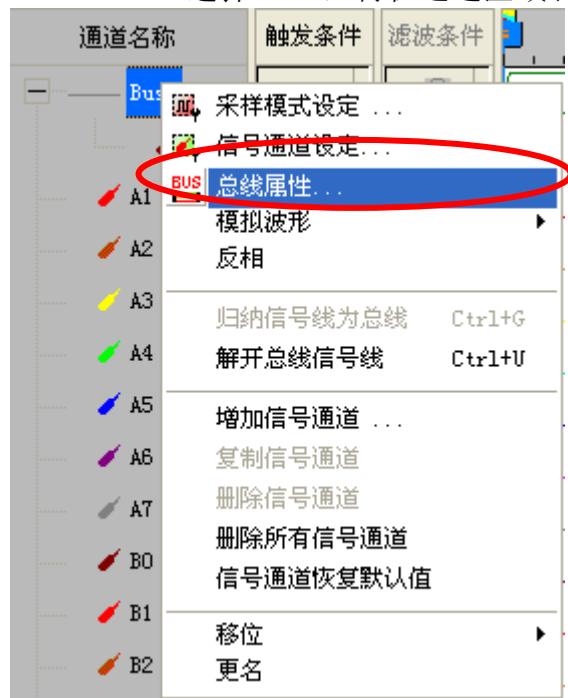 通道名称 触发条件 滤波条件
Bus
采样模式设定 ...
信号通道设定...
BUS 总线属性...
A1
模拟波形
A2
反相
A3
归纳信号线为总线 Ctrl+G
A4
解开总线信号线 Ctrl+U
A5
增加信号通道 ...
A6
复制信号通道
删除信号通道
A7
删除所有信号通道
B0
信号通道恢复默认值
B1
移位
B2
更名